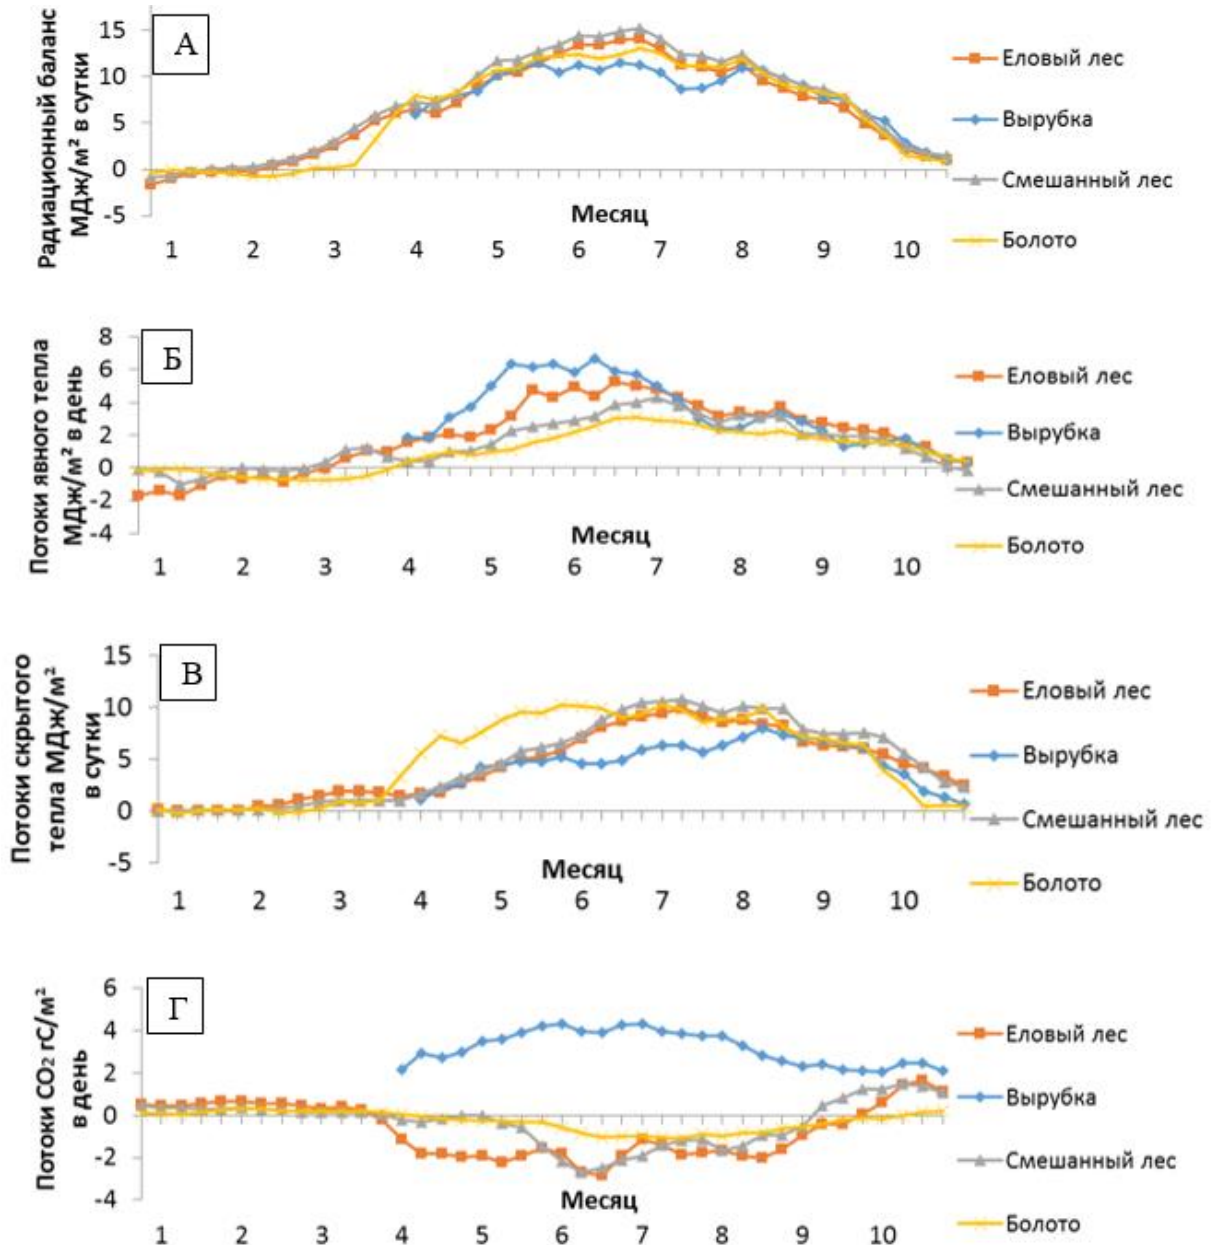 А
Радиационный баланс
МДж/м² в сутки
15
10
5
0
-5
Месяц
1 2 3 4 5 6 7 8 9 10
Еловый лес
Вырубка
Смешанный лес
Болото
Б
Потоки явного тепла
МДж/м² в день
8
6
4
2
0
-2
-4
Месяц
1 2 3 4 5 6 7 8 9 10
Еловый лес
Вырубка
Смешанный лес
Болото
В
Потоки скрытого
тепла МДж/м²
в сутки
15
10
5
0
-5
Месяц
1 2 3 4 5 6 7 8 9 10
Еловый лес
Вырубка
Смешанный лес
Болото
Г
Потоки CO₂ гС/м²
в день
6
4
2
0
-2
-4
Месяц
1 2 3 4 5 6 7 8 9 10
Еловый лес
Вырубка
Смешанный лес
Болото